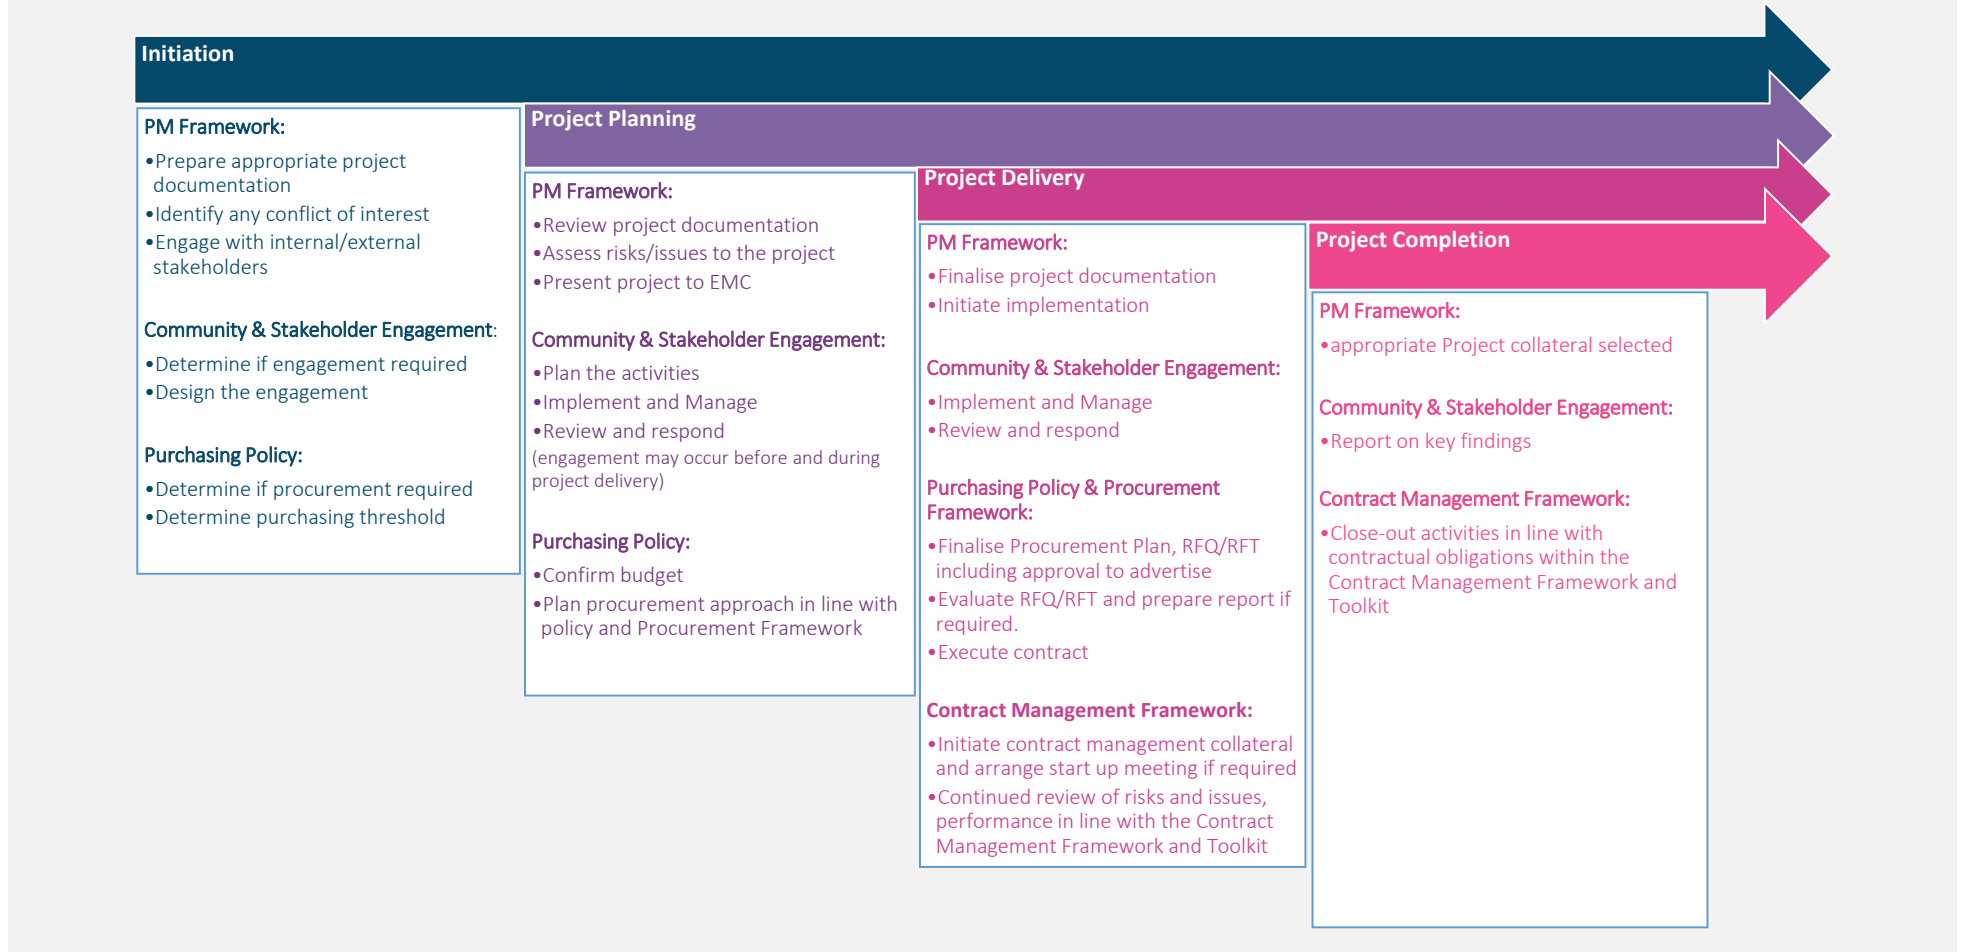 Initiation
PM Framework:
•Prepare appropriate project
documentation
•Identify any conflict of interest
•Engage with internal/external
stakeholders
Community & Stakeholder Engagement:
•Determine if engagement required
•Design the engagement
Purchasing Policy:
•Determine if procurement required
•Determine purchasing threshold
Project Planning
PM Framework:
•Review project documentation
•Assess risks/issues to the project
•Present project to EMC
Community & Stakeholder Engagement:
•Plan the activities
•Implement and Manage
•Review and respond
(engagement may occur before and during
project delivery)
Purchasing Policy:
•Confirm budget
•Plan procurement approach in line with
policy and Procurement Framework
Project Delivery
PM Framework:
•Finalise project documentation
•Initiate implementation
Community & Stakeholder Engagement:
•Implement and Manage
•Review and respond
Purchasing Policy & Procurement
Framework:
•Finalise Procurement Plan, RFQ/RFT
including approval to advertise
•Evaluate RFQ/RFT and prepare report if
required.
•Execute contract
Contract Management Framework:
•Initiate contract management collateral
and arrange start up meeting if required
•Continued review of risks and issues,
performance in line with the Contract
Management Framework and Toolkit
Project Completion
PM Framework:
•appropriate Project collateral selected
Community & Stakeholder Engagement:
•Report on key findings
Contract Management Framework:
•Close-out activities in line with
contractual obligations within the
Contract Management Framework and
Toolkit